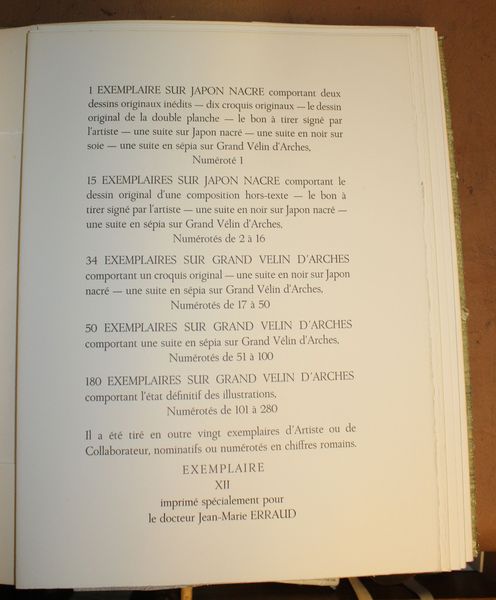 1 EXEMPLAIRE SUR JAPON NACRE comportant deux
dessins originaux inédits — dix croquis originaux — le dessin
original de la double planche — le bon à tirer signé par
l'artiste — une suite sur Japon nacré — une suite en noir sur
soie — une suite en sépia sur Grand Vélin d'Arches,
Numéroté 1
15 EXEMPLAIRES SUR JAPON NACRE comportant le
dessin original d'une composition hors-texte — le bon à
tirer signé par l'artiste — une suite en noir sur Japon nacré —
une suite en sépia sur Grand Vélin d'Arches,
Numérotés de 2 à 16
34 EXEMPLAIRES SUR GRAND VELIN D'ARCHES
comportant un croquis original — une suite en noir sur Japon
nacré — une suite en sépia sur Grand Vélin d'Arches,
Numérotés de 17 à 50
50 EXEMPLAIRES SUR GRAND VELIN D'ARCHES
comportant une suite en sépia sur Grand Vélin d'Arches,
Numérotés de 51 à 100
180 EXEMPLAIRES SUR GRAND VELIN D'ARCHES
comportant l'état définitif des illustrations,
Numérotés de 101 à 280
Il a été tiré en outre vingt exemplaires d'Artiste ou de
Collaborateur, nominatifs ou numérotés en chiffres romains.
EXEMPLAIRE
XII
imprimé spécialement pour
le docteur Jean-Marie ERRAUD